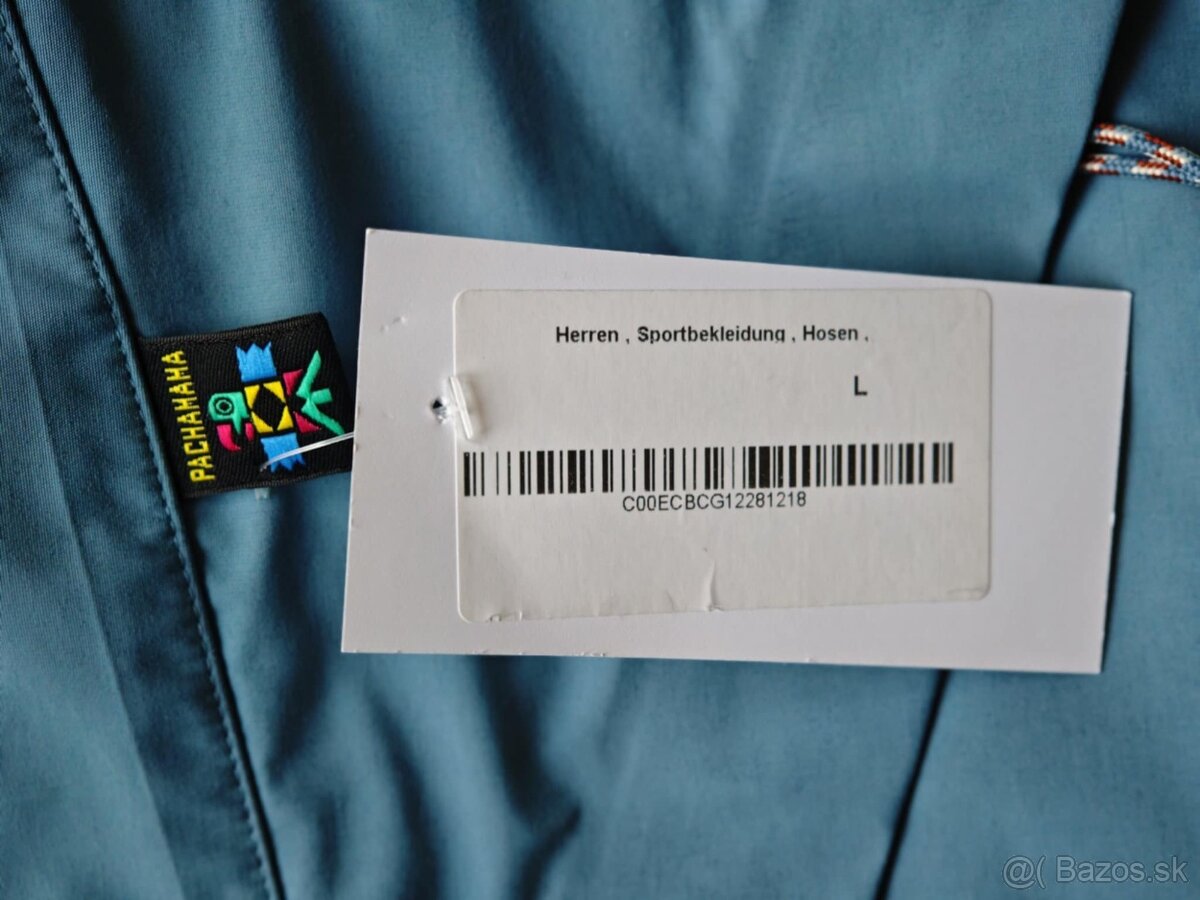 PACHAMAMA
Herren , Sportbekleidung , Hosen ,
L
C00ECBCG12281218
@( Bazos.sk